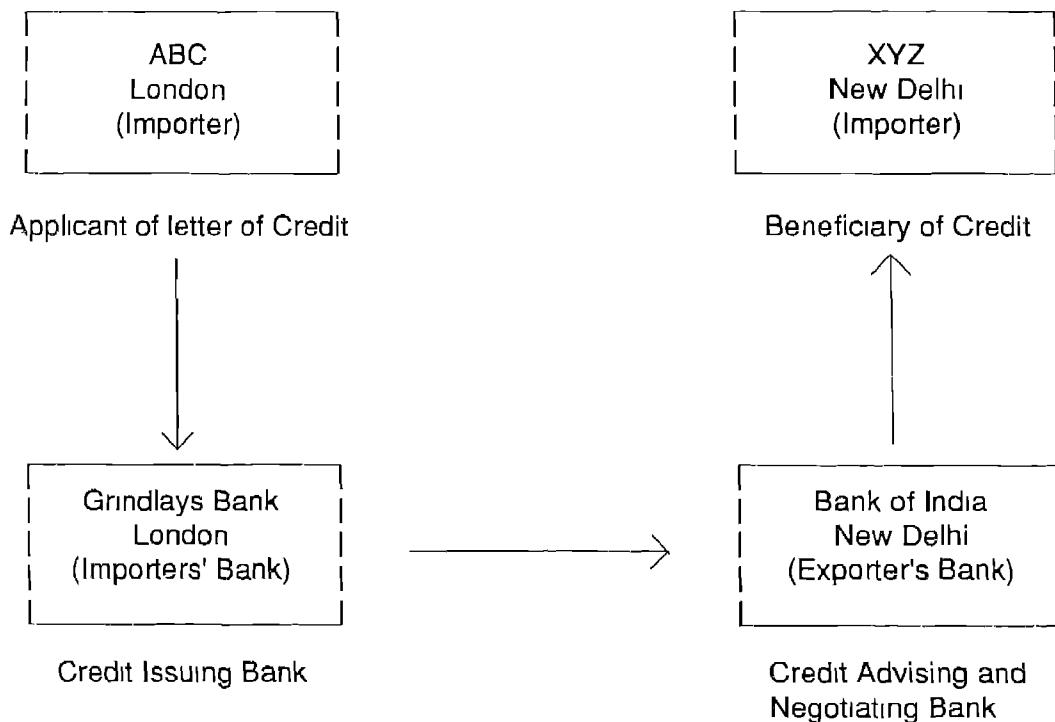 ABC
London
(Importer)
Applicant of letter of Credit
XYZ
New Delhi
(Importer)
Beneficiary of Credit
Grindlays Bank
London
(Importers' Bank)
Credit Issuing Bank
Bank of India
New Delhi
(Exporter's Bank)
Credit Advising and
Negotiating Bank